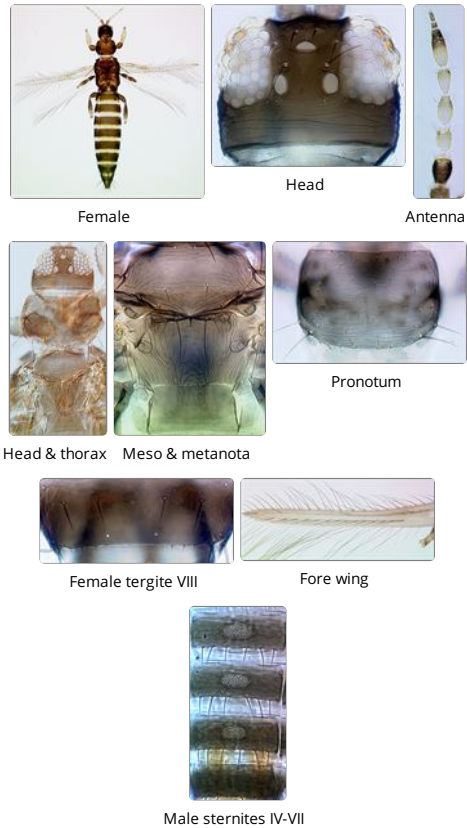 Female
Head
Antenna
Head & thorax
Meso & metanota
Pronotum
Female tergite VIII
Fore wing
Male sternites IV-VII